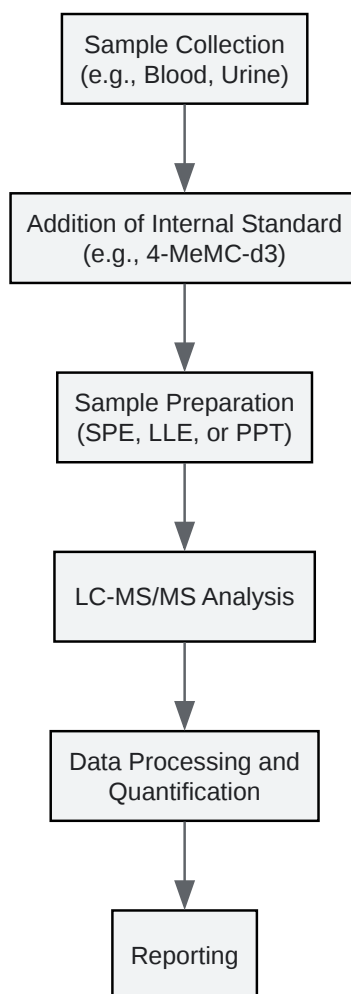 Sample Collection
(e.g., Blood, Urine)
Addition of Internal Standard
(e.g., 4-MeMC-d3)
Sample Preparation
(SPE, LLE, or PPT)
LC-MS/MS Analysis
Data Processing and
Quantification
Reporting